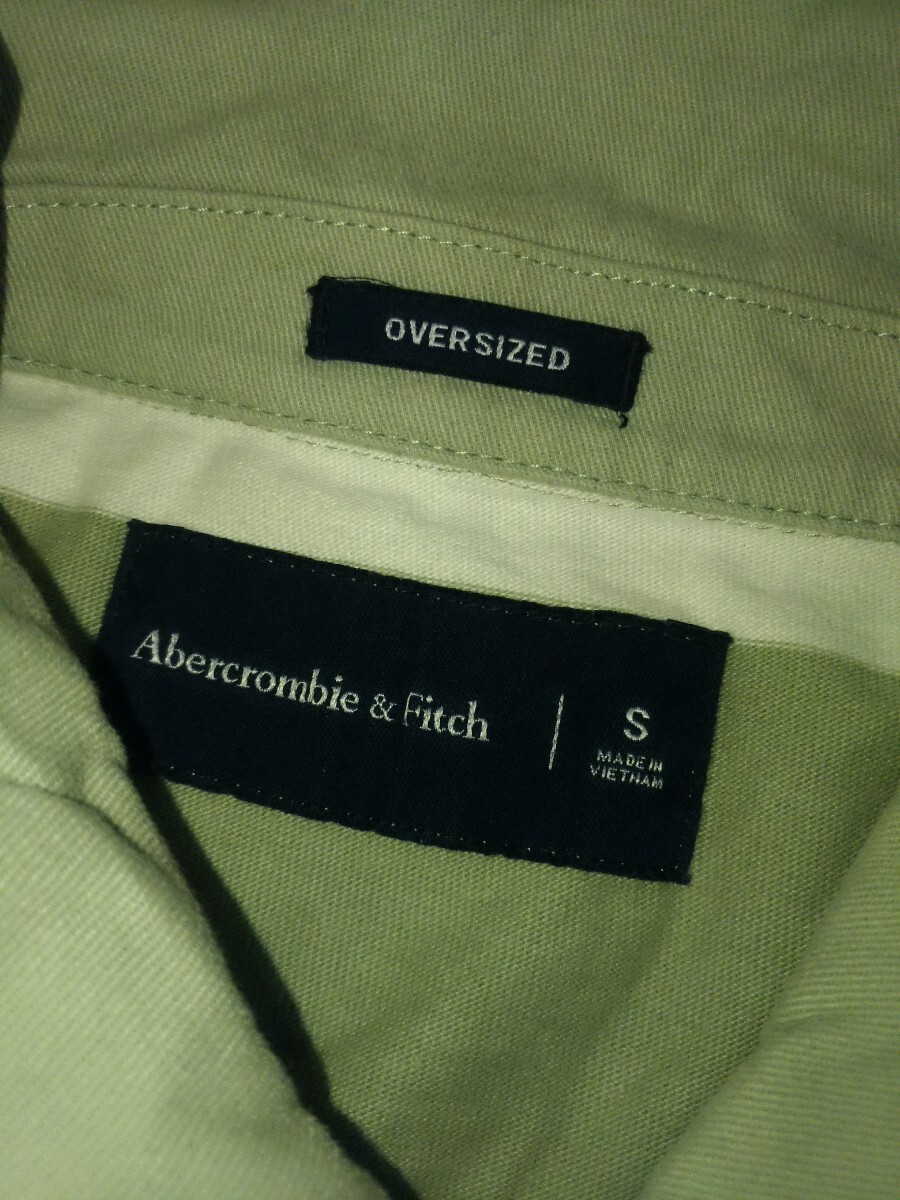 OVERSIZED
Abercrombie & Fitch | S
MADE IN
VIETNAM